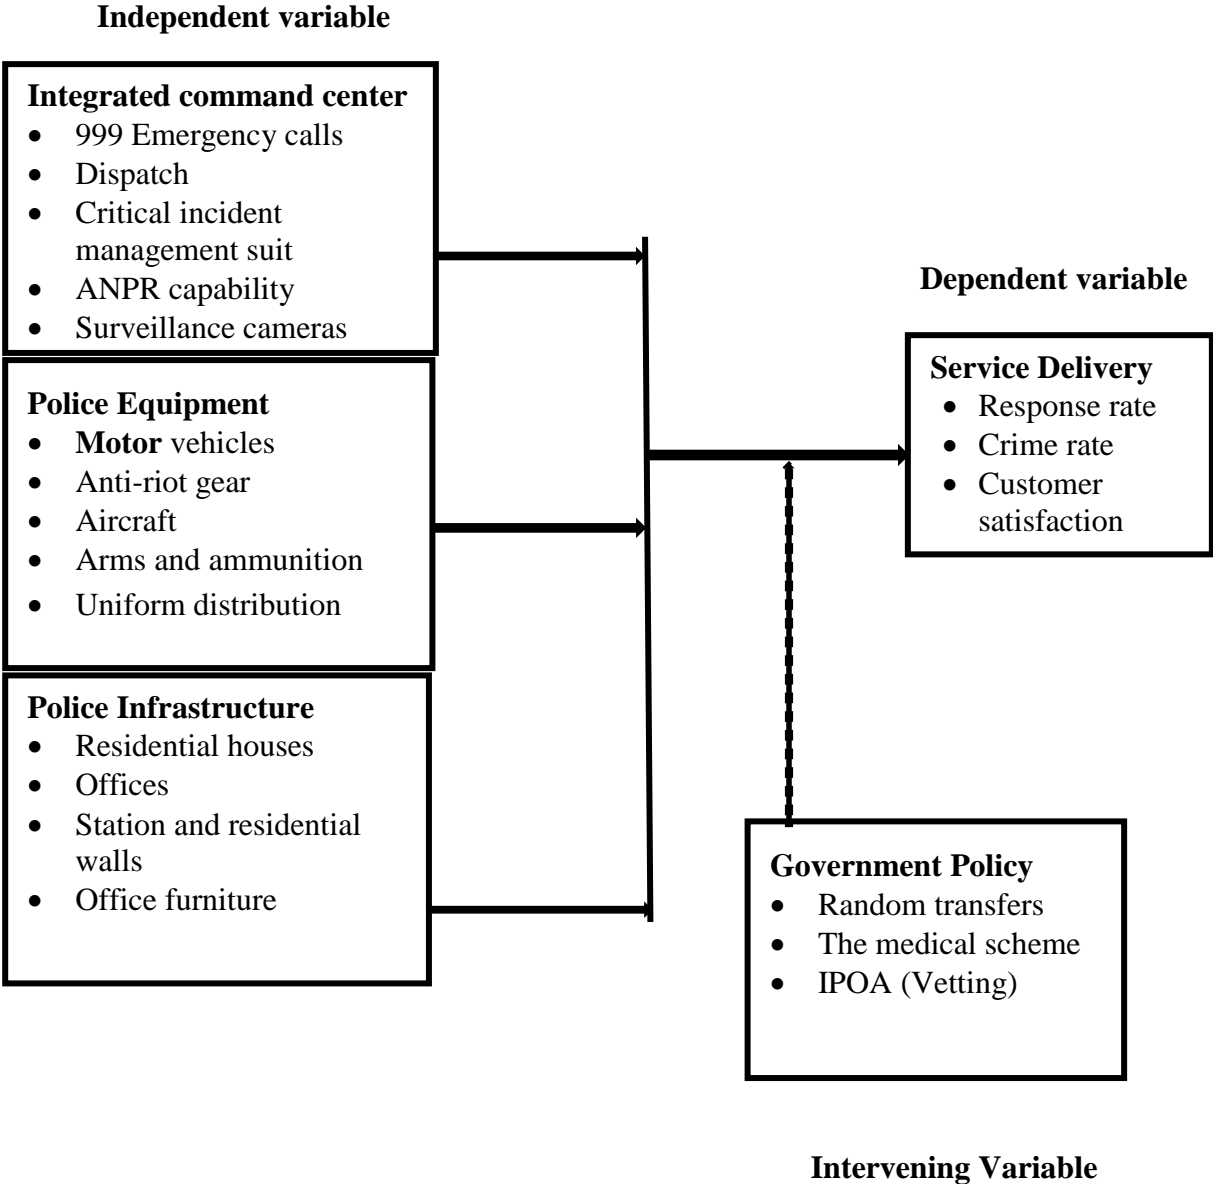 Independent variable
Integrated command center
• 999 Emergency calls
• Dispatch
• Critical incident
management suit
• ANPR capability
• Surveillance cameras
Police Equipment
• Motor vehicles
• Anti-riot gear
• Aircraft
• Arms and ammunition
• Uniform distribution
Police Infrastructure
• Residential houses
• Offices
• Station and residential
walls
• Office furniture
Dependent variable
Service Delivery
• Response rate
• Crime rate
• Customer
satisfaction
Government Policy
• Random transfers
• The medical scheme
• IPOA (Vetting)
Intervening Variable